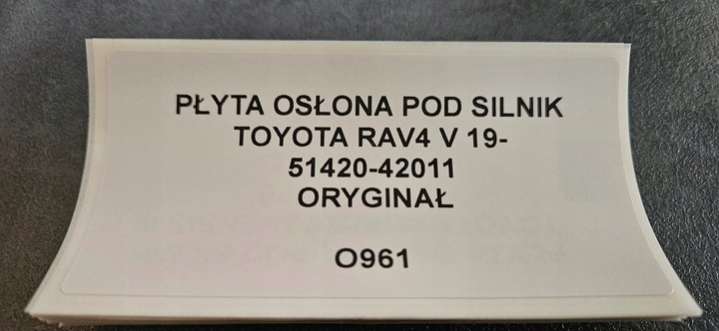 PŁYTA OSŁONA POD SILNIK
TOYOTA RAV4 V 19-
51420-42011
ORYGINAŁ
O961